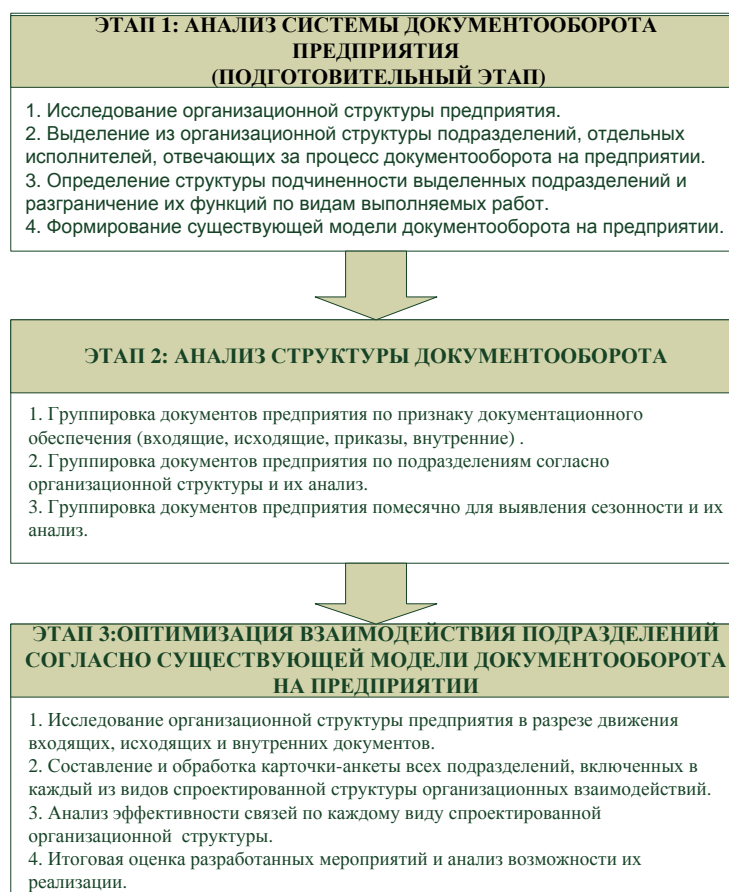 ЭТАП 1: АНАЛИЗ СИСТЕМЫ ДОКУМЕНТООБОРОТА
ПРЕДПРИЯТИЯ
(ПОДГОТОВИТЕЛЬНЫЙ ЭТАП)
1. Исследование организационной структуры предприятия.
2. Выделение из организационной структуры подразделений, отдельных
исполнителей, отвечающих за процесс документооборота на предприятии.
3. Определение структуры подчиненности выделенных подразделений и
разграничение их функций по видам выполняемых работ.
4. Формирование существующей модели документооборота на предприятии.
ЭТАП 2: АНАЛИЗ СТРУКТУРЫ ДОКУМЕНТООБОРОТА
1. Группировка документов предприятия по признаку документационного
обеспечения (входящие, исходящие, приказы, внутренние) .
2. Группировка документов предприятия по подразделениям согласно
организационной структуры и их анализ.
3. Группировка документов предприятия помесячно для выявления сезонности и их
анализ.
ЭТАП 3:ОПТИМИЗАЦИЯ ВЗАИМОДЕЙСТВИЯ ПОДРАЗДЕЛЕНИЙ
СОГЛАСНО СУЩЕСТВУЮЩЕЙ МОДЕЛИ ДОКУМЕНТООБОРОТА
НА ПРЕДПРИЯТИИ
1. Исследование организационной структуры предприятия в разрезе движения
входящих, исходящих и внутренних документов.
2. Составление и обработка карточки-анкеты всех подразделений, включенных в
каждый из видов спроектированной структуры организационных взаимодействий.
3. Анализ эффективности связей по каждому виду спроектированной
организационной структуры.
4. Итоговая оценка разработанных мероприятий и анализ возможности их
реализации.